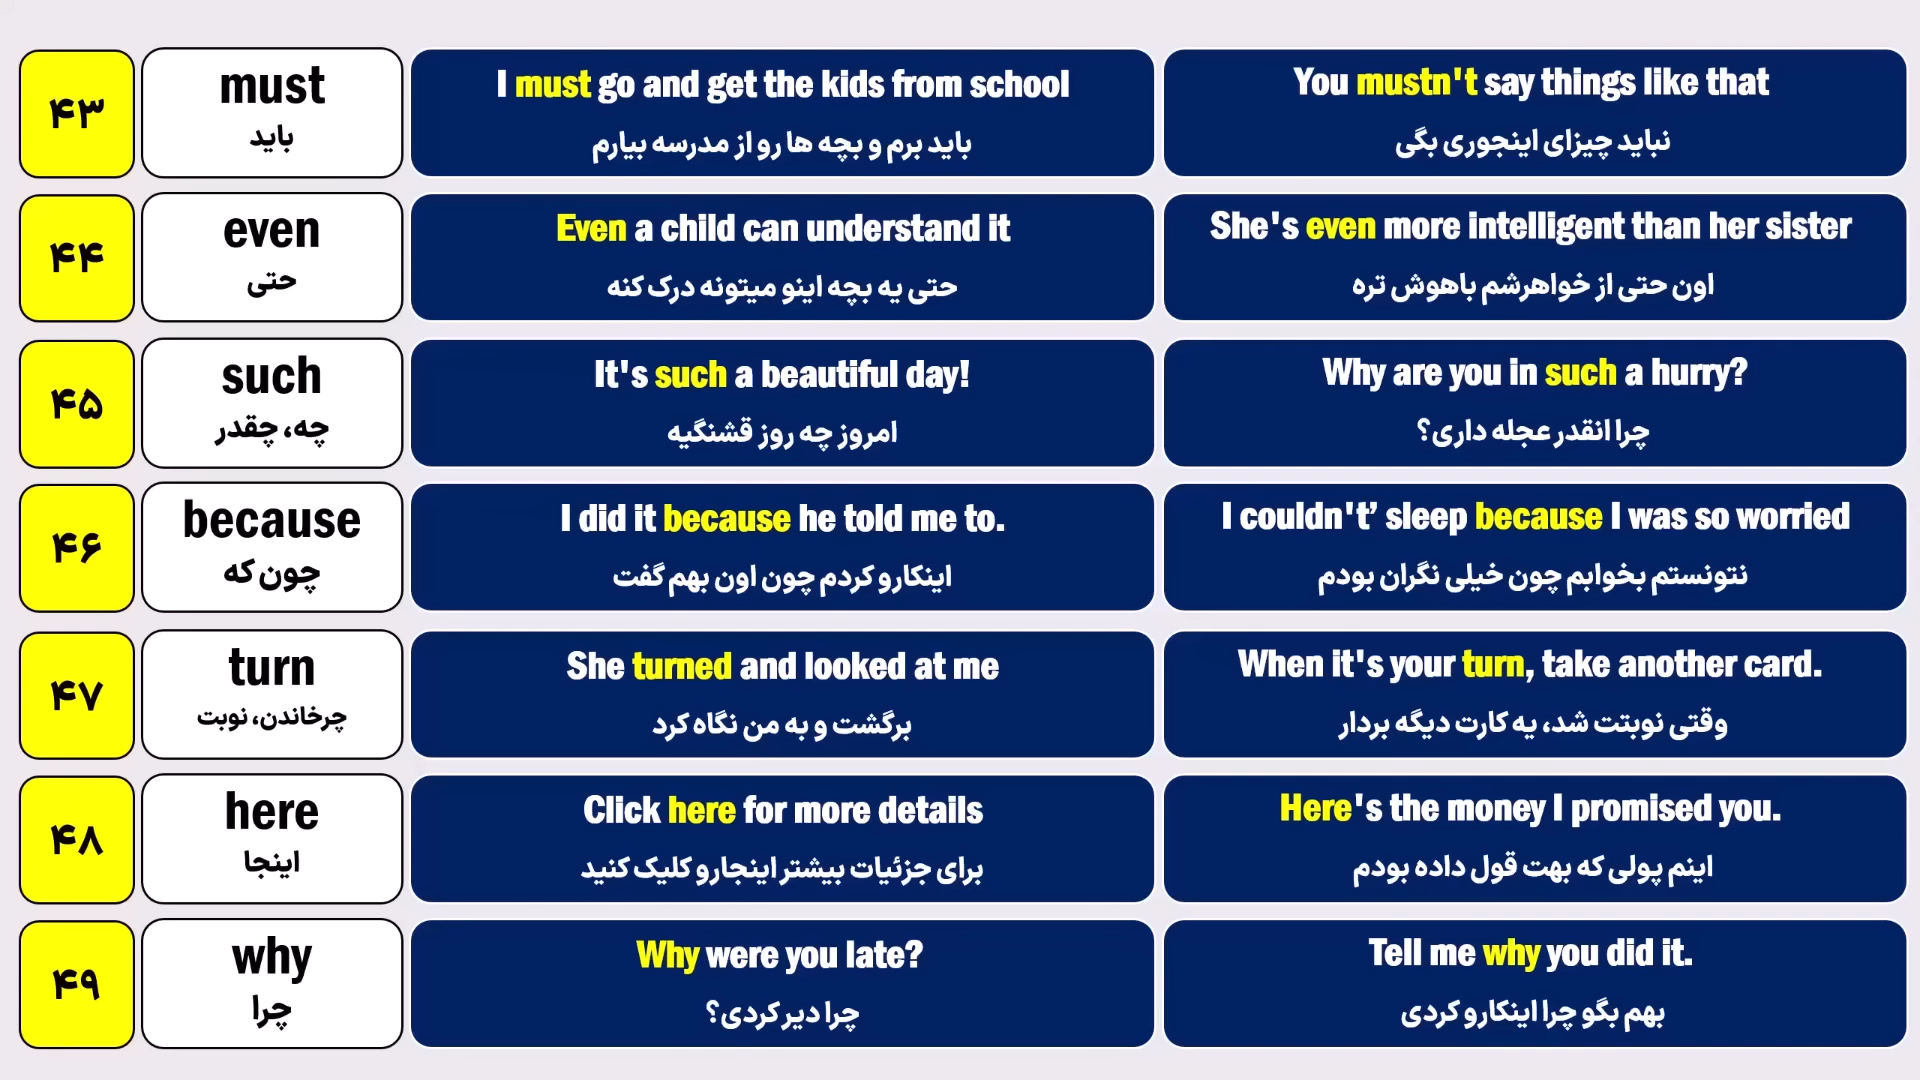 ۴۳
must
باید
I must go and get the kids from school
باید برم و بچه ها رو از مدرسه بیارم
You mustn't say things like that
نباید چیزای اینجوری بگی
۴۴
even
حتی
Even a child can understand it
حتی یه بچه اینو میتونه درک کنه
She's even more intelligent than her sister
اون حتی از خواهرشم باهوش تره
۴۵
such
چه، چقدر
It's such a beautiful day!
امروز چه روز قشنگیه
Why are you in such a hurry?
چرا انقدر عجله داری؟
۴۶
because
چون که
I did it because he told me to.
اینکارو کردم چون اون بهم گفت
I couldn't’ sleep because I was so worried
نتونستم بخوابم چون خیلی نگران بودم
۴۷
turn
چرخاندن، نوبت
She turned and looked at me
برگشت و به من نگاه کرد
When it's your turn, take another card.
وقتی نوبتت شد، یه کارت دیگه بردار
۴۸
here
اینجا
Click here for more details
برای جزئیات بیشتر اینجارو کلیک کنید
Here's the money I promised you.
اینم پولی که بهت قول داده بودم
۴۹
why
چرا
Why were you late?
چرا دیر کردی؟
Tell me why you did it.
بهم بگو چرا اینکارو کردی